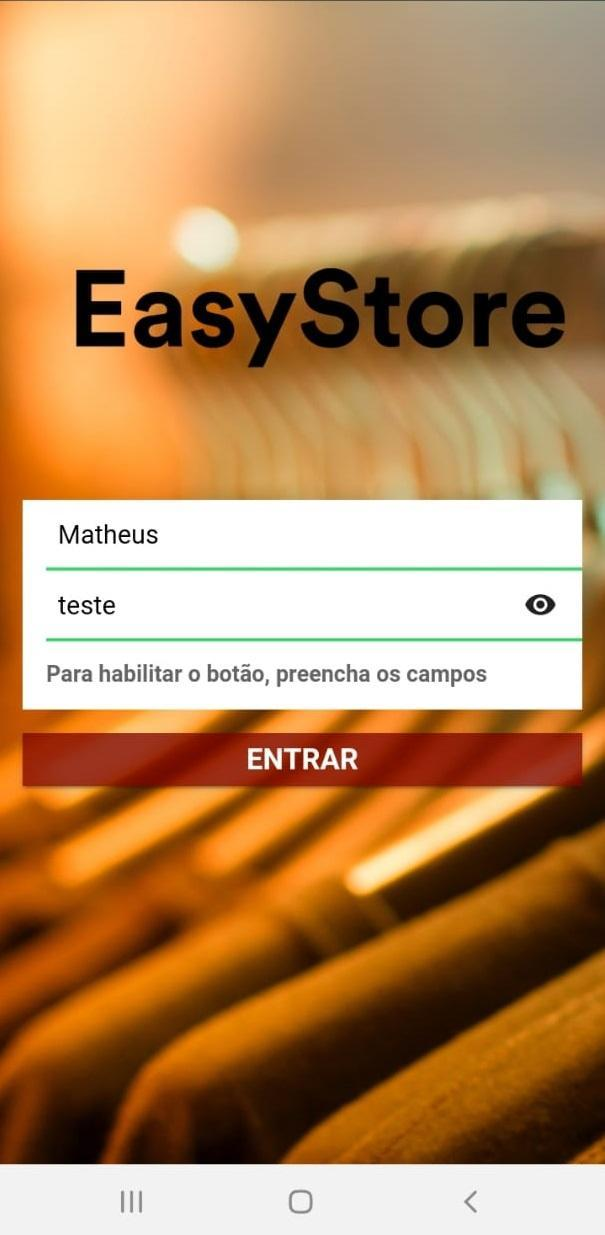 EasyStore
Matheus
teste
Para habilitar o botão, preencha os campos
ENTRAR